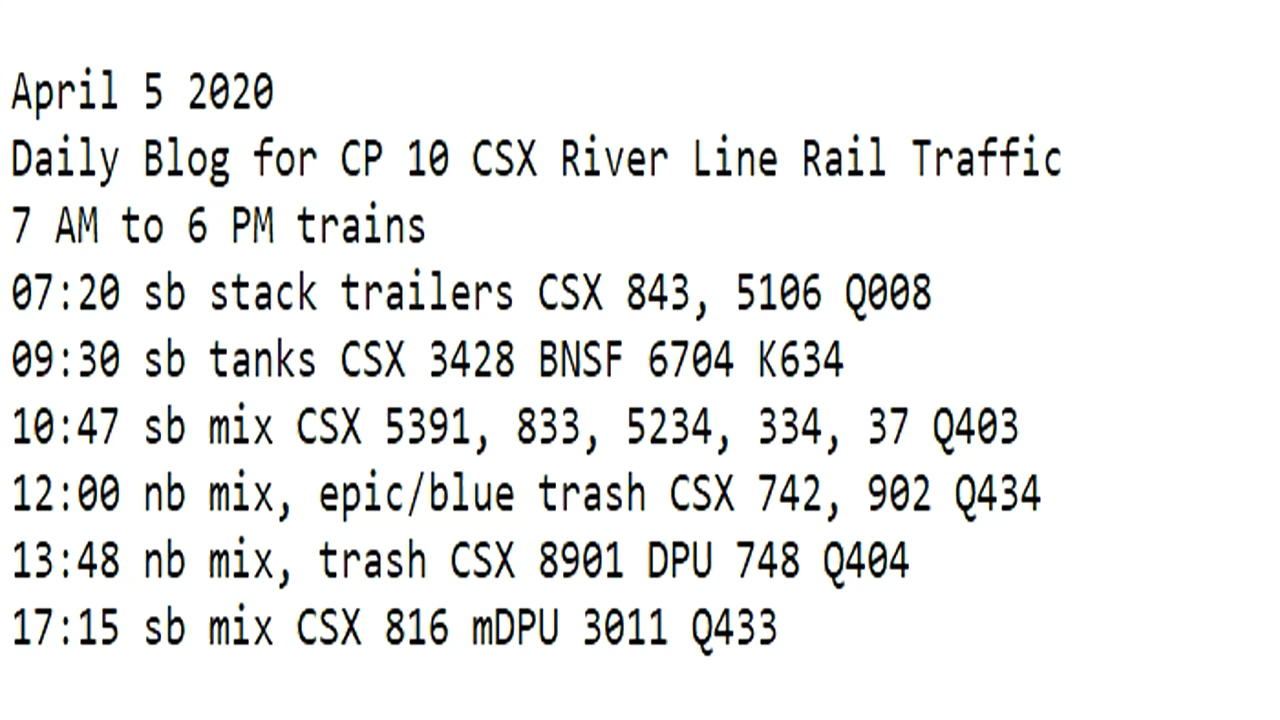 April 5 2020
Daily Blog for CP 10 CSX River Line Rail Traffic
7 AM to 6 PM trains
07:20 sb stack trailers CSX 843, 5106 Q008
09:30 sb tanks CSX 3428 BNSF 6704 K634
10:47 sb mix CSX 5391, 833, 5234, 334, 37 Q403
12:00 nb mix, epic/blue trash CSX 742, 902 Q434
13:48 nb mix, trash CSX 8901 DPU 748 Q404
17:15 sb mix CSX 816 mDPU 3011 Q433